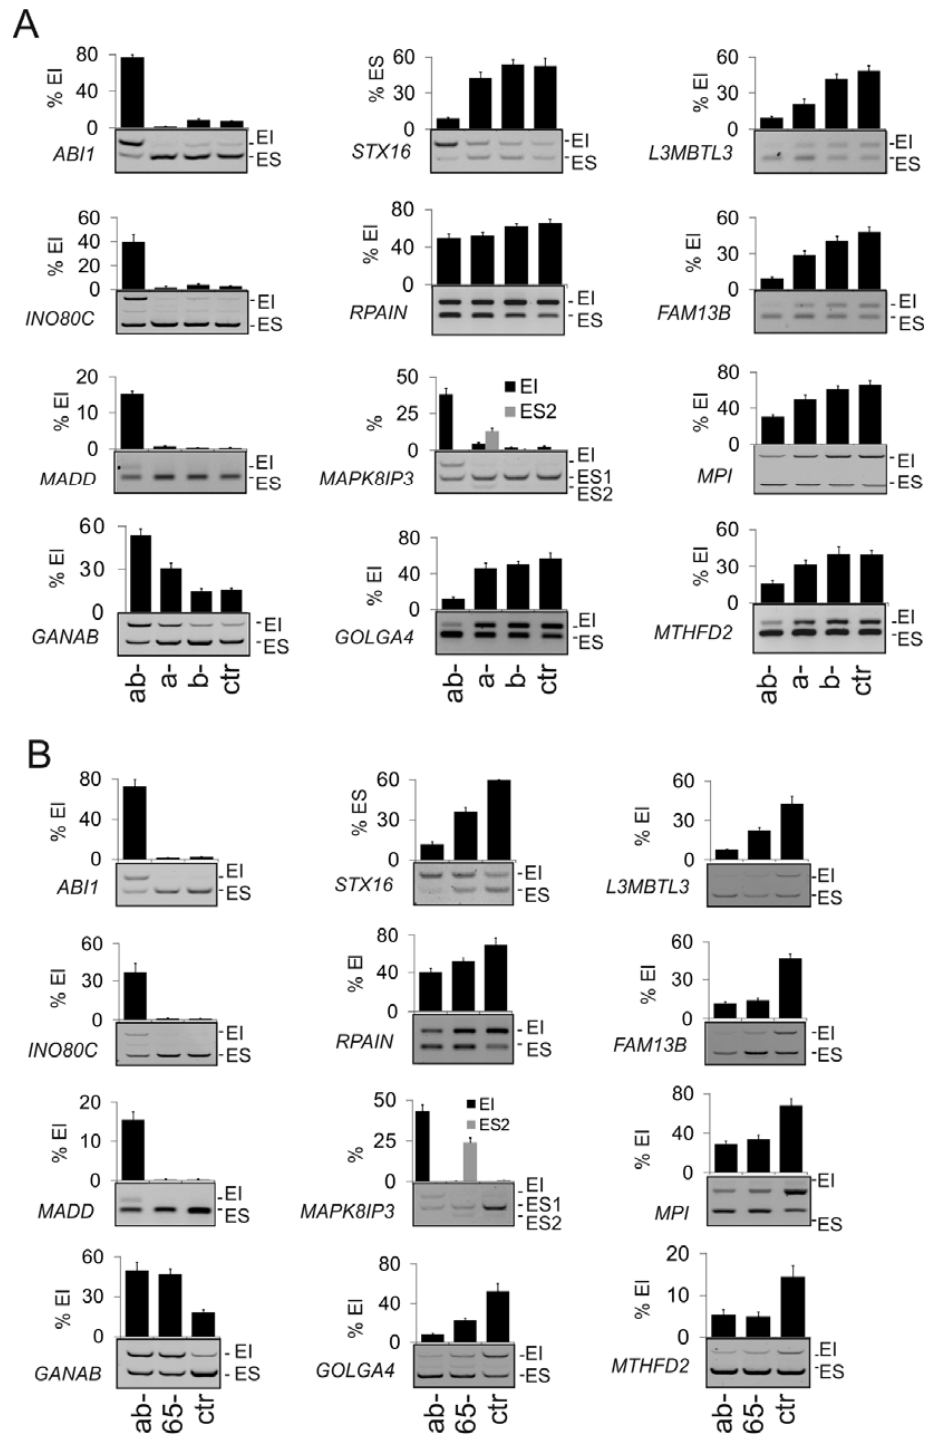 A
% EI
80
40
0
ABI1
EI
ES
% ES
60
30
0
STX16
EI
ES
% EI
60
30
0
L3MBTL3
EI
ES
% EI
60
40
20
0
INO80C
EI
ES
% EI
80
40
0
RPAIN
EI
ES
% EI
60
30
0
FAM13B
EI
ES
% EI
20
10
0
MADD
EI
ES
%
50
25
0
EI
ES2
MAPK8IP3
EI
ES1
ES2
% EI
80
40
0
MPI
EI
ES
% EI
60
30
0
GANAB
EI
ES
% EI
80
40
0
GOLGA4
EI
ES
% EI
60
30
0
MTHFD2
EI
ES
ab- a- b- ctr
ab- a- b- ctr
ab- a- b- ctr
B
% EI
80
40
0
ABI1
EI
ES
% ES
60
30
0
STX16
EI
ES
% EI
60
30
0
L3MBTL3
EI
ES
% EI
60
30
0
INO80C
EI
ES
% EI
80
40
0
RPAIN
EI
ES
% EI
60
30
0
FAM13B
EI
ES
% EI
20
10
0
MADD
EI
ES
%
50
25
0
EI
ES2
MAPK8IP3
EI
ES1
ES2
% EI
80
40
0
MPI
EI
ES
% EI
60
30
0
GANAB
EI
ES
% EI
80
40
0
GOLGA4
EI
ES
% EI
20
10
0
MTHFD2
EI
ES
ab- 65- ctr
ab- 65- ctr
ab- 65- ctr